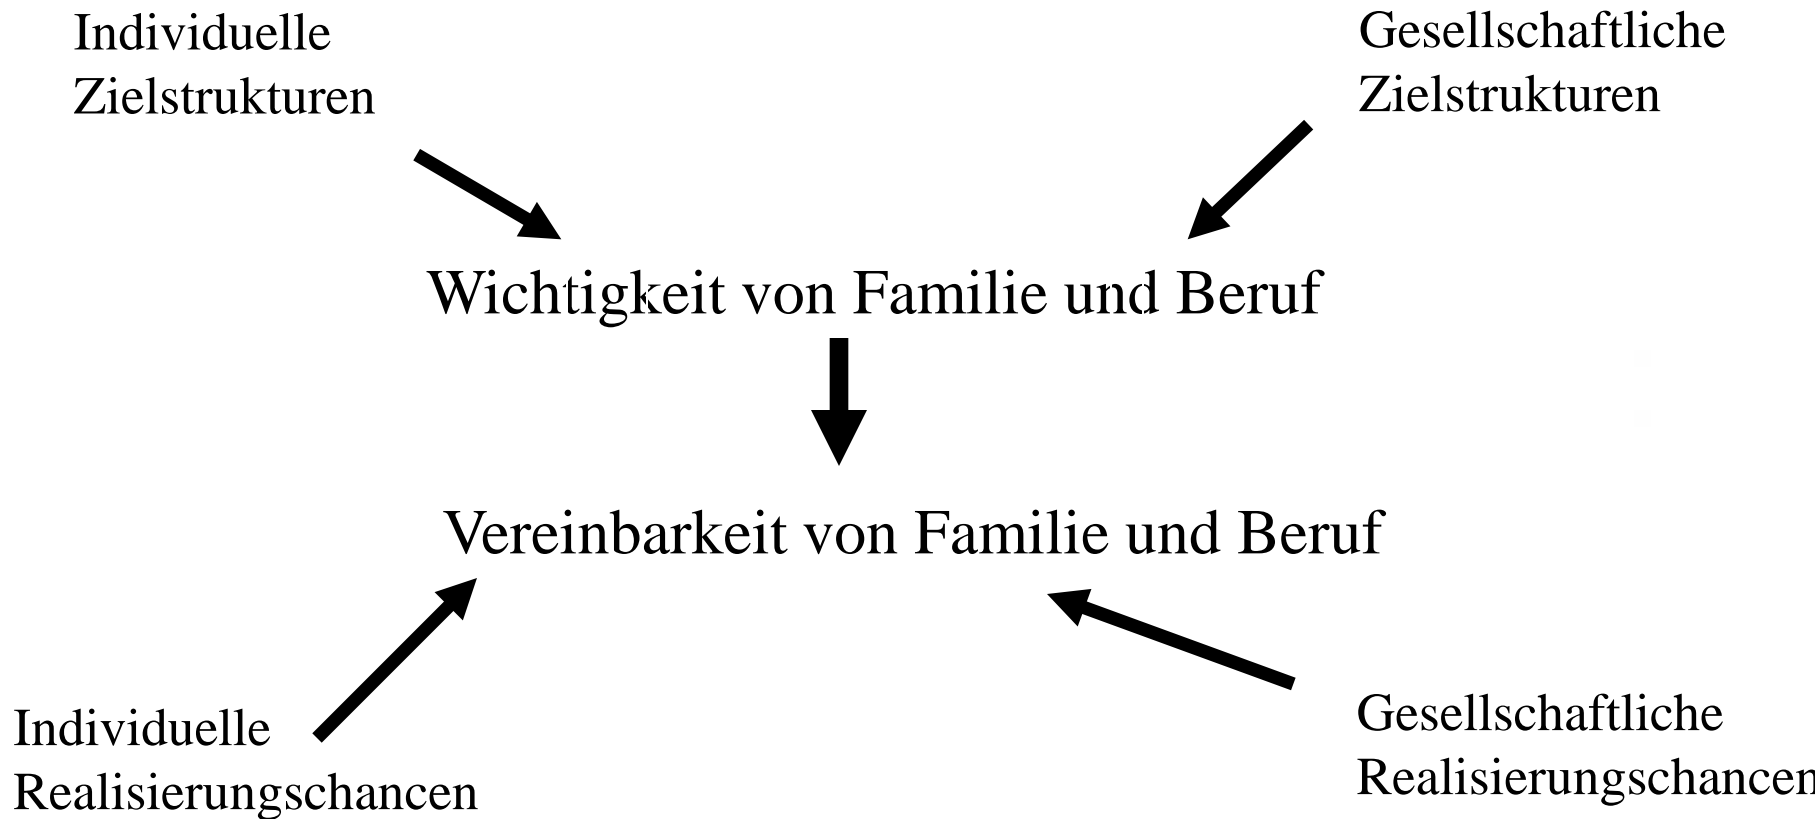 Individuelle
Zielstrukturen
Gesellschaftliche
Zielstrukturen
Wichtigkeit von Familie und Beruf
Vereinbarkeit von Familie und Beruf
Individuelle
Realisierungschancen
Gesellschaftliche
Realisierungschancen